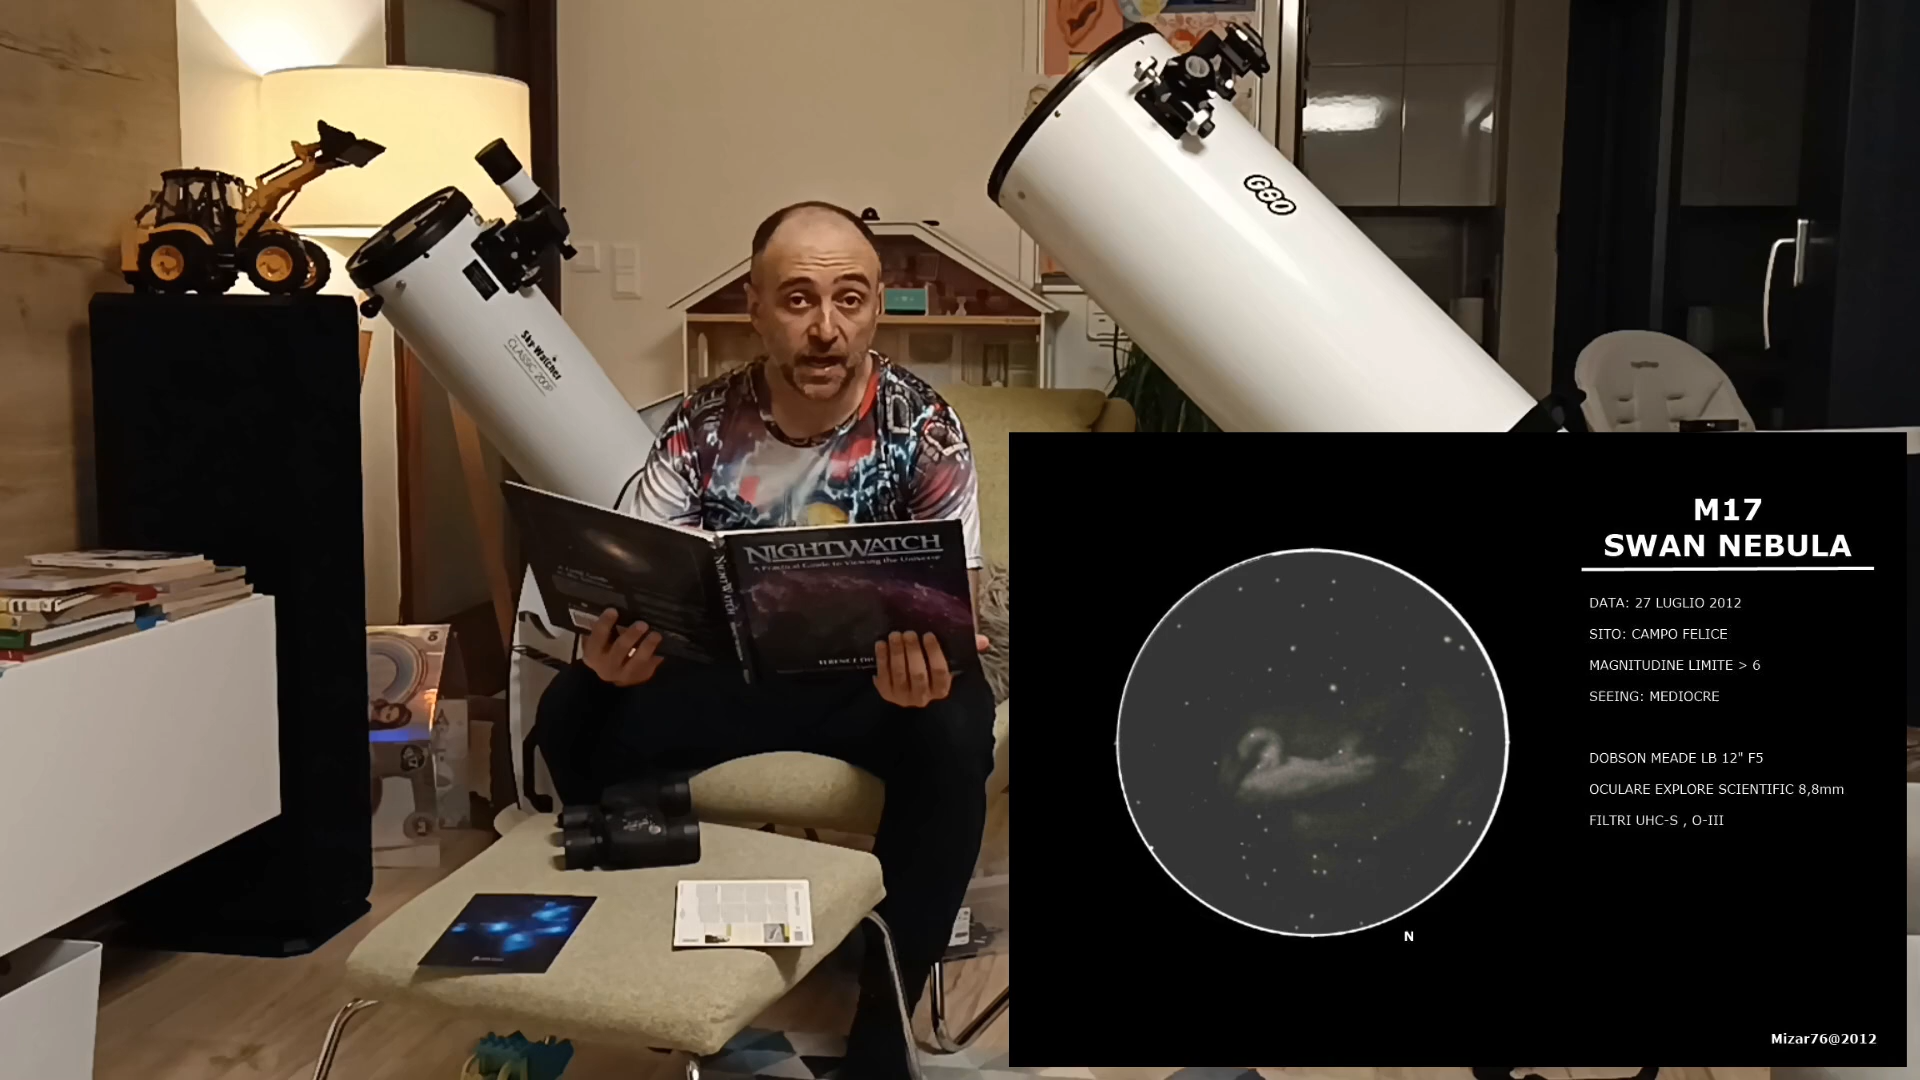 GSO
Sky-Watcher
CLASSIC 200P
NIGHTWATCH
A Practical Guide to Viewing the Universe
NIGHTWATCH
M17
SWAN NEBULA
DATA: 27 LUGLIO 2012
SITO: CAMPO FELICE
MAGNITUDINE LIMITE > 6
SEEING: MEDIOCRE
DOBSON MEADE LB 12" F5
OCULARE EXPLORE SCIENTIFIC 8,8mm
FILTRI UHC-S , O-III
N
Mizar76@2012